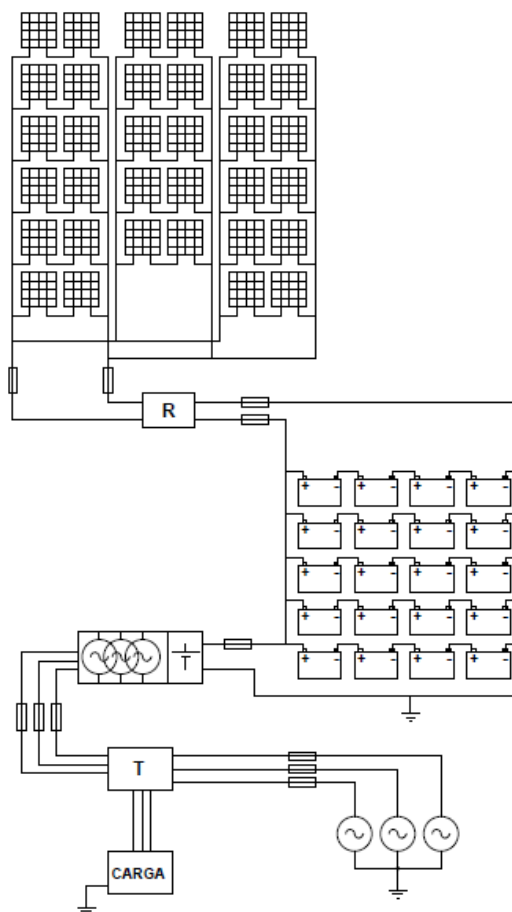 R
+ - + - + - + -
+ - + - + - + -
+ - + - + - + -
+ - + - + - + -
+ - + - + - + -
T
CARGA